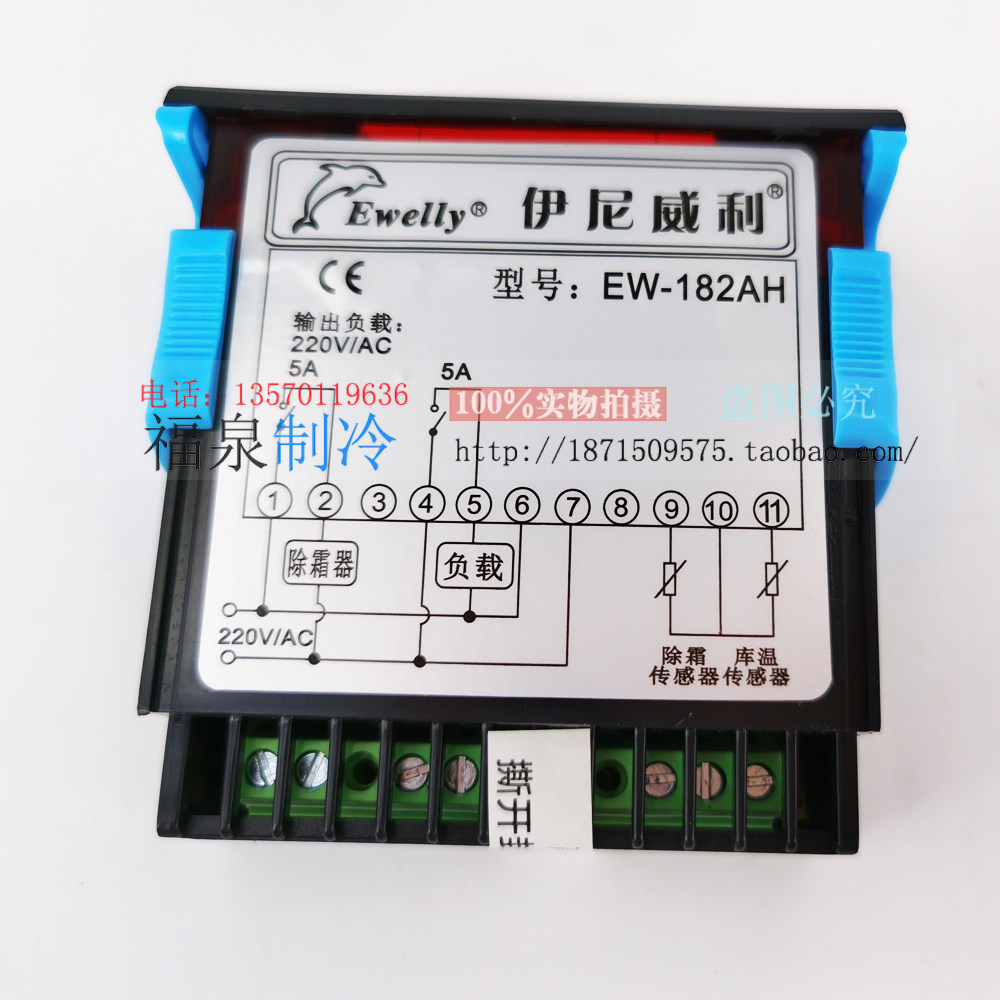 Ewelly® 伊尼威利®
CE 型号：EW-182AH
输出负载：
220V/AC
5A 5A
电话：13570119636 100%实物拍摄 盗图必究
福泉制冷 http://1871509575.taobao.com/
1 2 3 4 5 6 7 8 9 10 11
除霜器 负载
220V/AC
除霜 库温
传感器 传感器
撕开